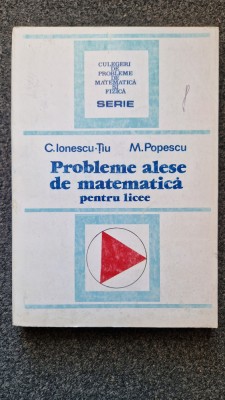 CULEGERI
DE
PROBLEME
DE
MATEMATICĂ
ȘI
FIZICĂ
SERIE
C. Ionescu-Țiu M. Popescu
Probleme alese
de matematică
pentru licee